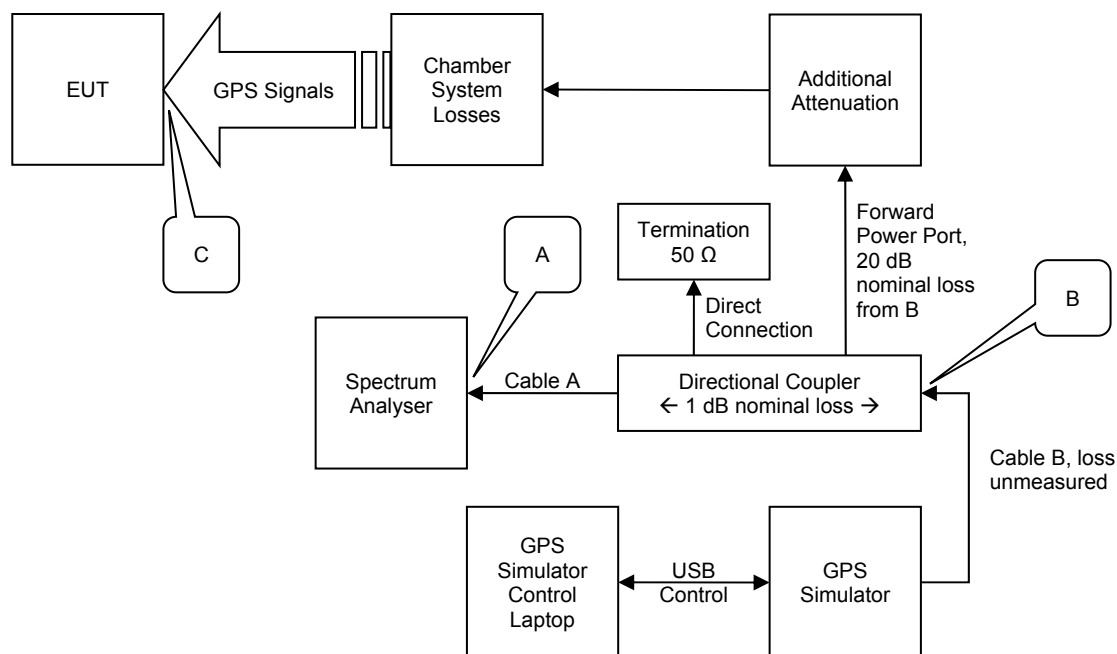 EUT
GPS Signals
Chamber
System
Losses
Additional
Attenuation
C
A
Termination
50 Ω
Forward
Power Port,
20 dB
nominal loss
from B
B
Direct
Connection
Spectrum
Analyser
Cable A
Directional Coupler
← 1 dB nominal loss →
Cable B, loss
unmeasured
GPS
Simulator
Control
Laptop
USB
Control
GPS
Simulator